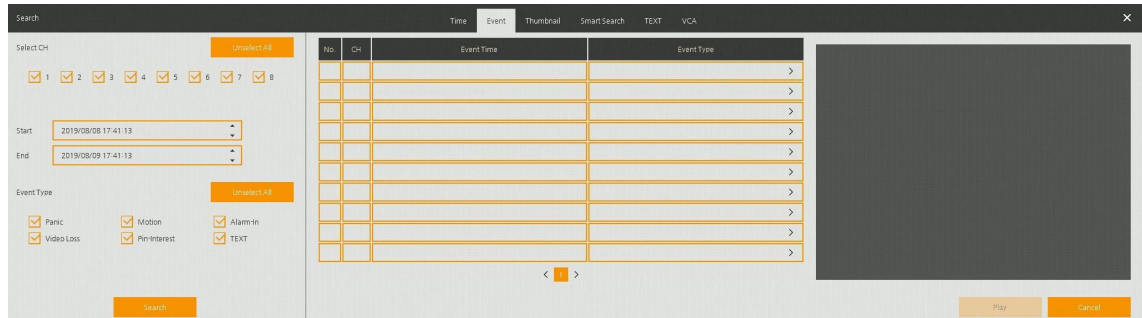 Search
Time Event Thumbnail Smart Search TEXT VCA
Select CH Unselect All
1 2 3 4 5 6 7 8
Start 2019/08/08 17:41:13
End 2019/08/09 17:41:13
Event Type Unselect All
Panic Motion Alarm-In
Video Loss Pin-Interest TEXT
Search
No. CH Event Time Event Type
1
Play Cancel